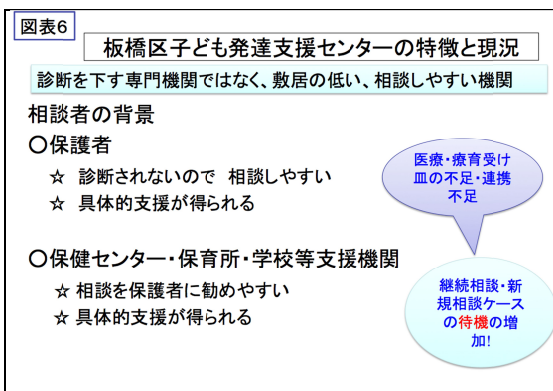 図表6
板橋区子ども発達支援センターの特徴と現況
診断を下す専門機関ではなく、敷居の低い、相談しやすい機関
相談者の背景
〇保護者
☆ 診断されないので 相談しやすい
☆ 具体的支援が得られる
〇保健センター・保育所・学校等支援機関
☆相談を保護者に勧めやすい
☆具体的支援が得られる
医療・療育受け
皿の不足・連携
不足
継続相談・新
規相談ケース
の待機の増
加!